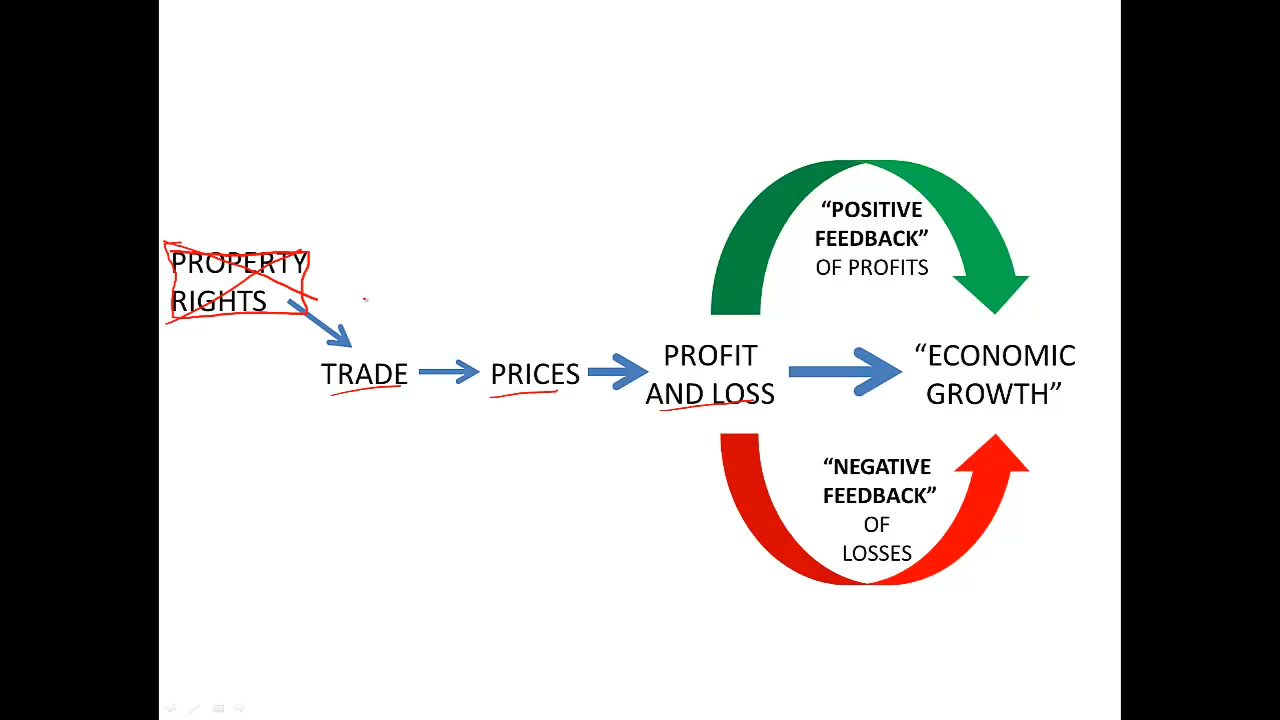 PROPERTY
RIGHTS
TRADE
PRICES
PROFIT
AND LOSS
“POSITIVE
FEEDBACK”
OF PROFITS
“NEGATIVE
FEEDBACK”
OF
LOSSES
“ECONOMIC
GROWTH”